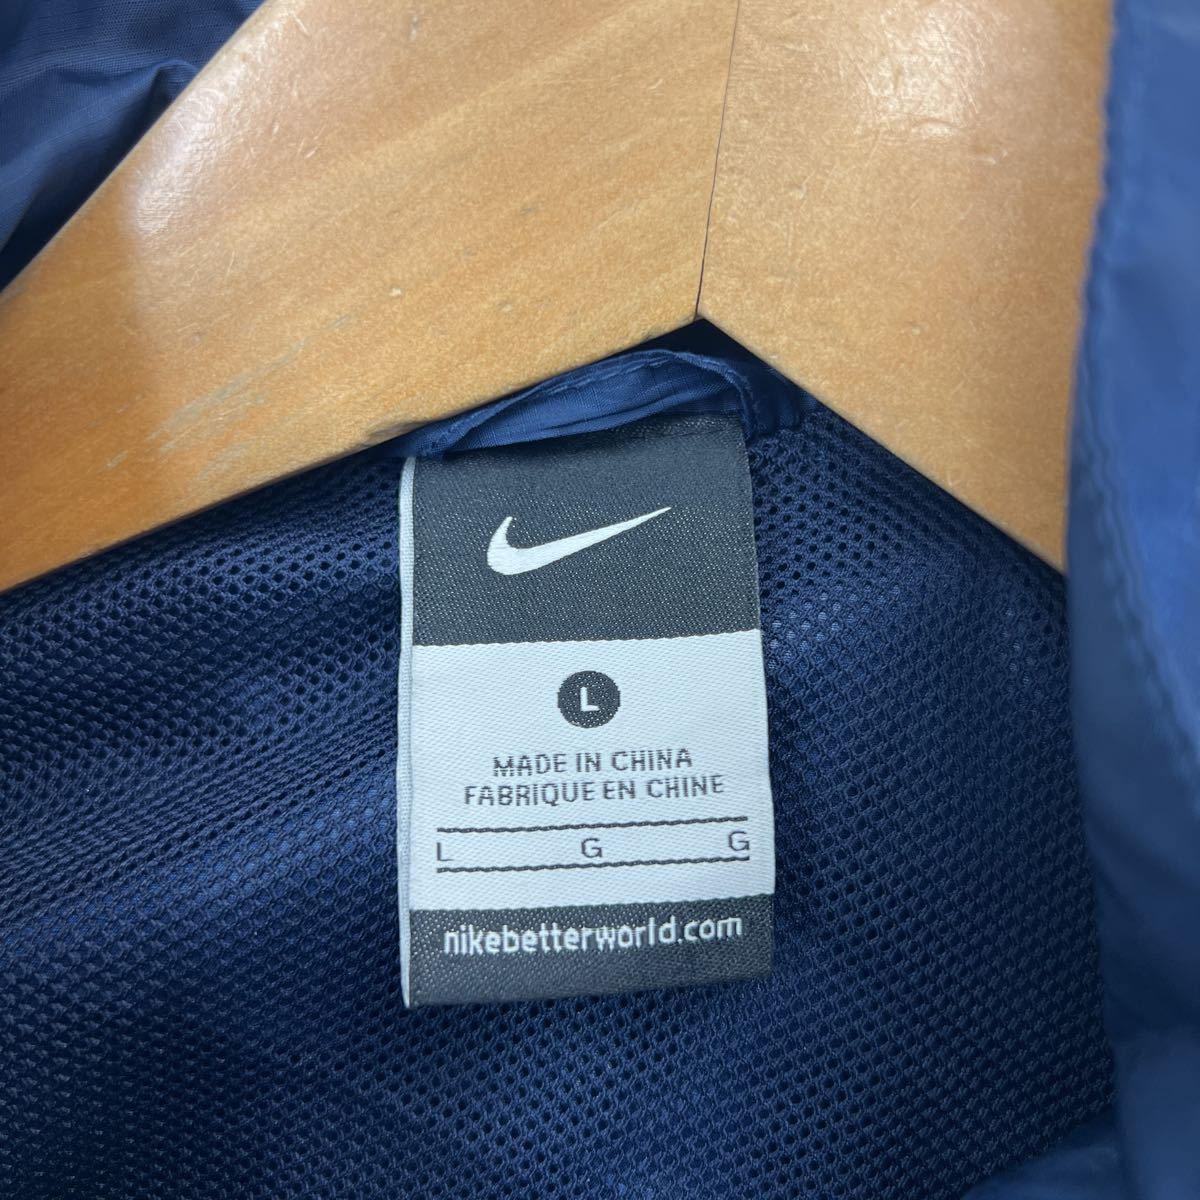 L
MADE IN CHINA
FABRIQUE EN CHINE
L G G
nikebetterworld.com